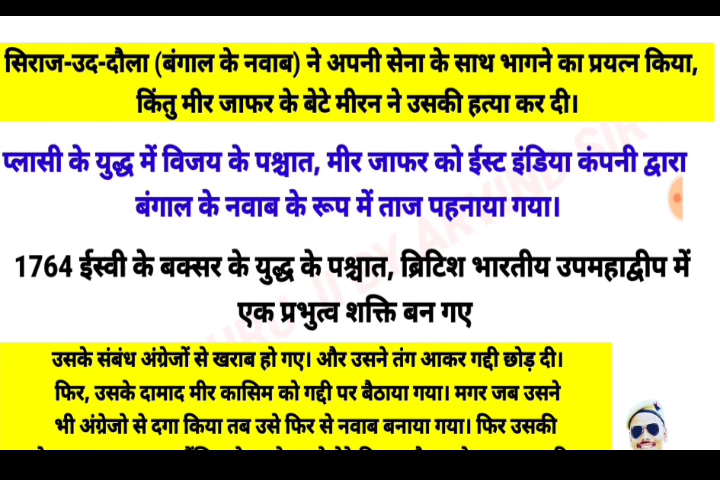 सिराज-उद-दौला (बंगाल के नवाब) ने अपनी सेना के साथ भागने का प्रयत्न किया,
किंतु मीर जाफर के बेटे मीरन ने उसकी हत्या कर दी।
प्लासी के युद्ध में विजय के पश्चात, मीर जाफर को ईस्ट इंडिया कंपनी द्वारा
बंगाल के नवाब के रूप में ताज पहनाया गया।
1764 ईस्वी के बक्सर के युद्ध के पश्चात, ब्रिटिश भारतीय उपमहाद्वीप में
एक प्रभुत्व शक्ति बन गए
उसके संबंध अंग्रेजों से खराब हो गए। और उसने तंग आकर गद्दी छोड़ दी।
फिर, उसके दामाद मीर कासिम को गद्दी पर बैठाया गया। मगर जब उसने
भी अंग्रेजो से दगा किया तब उसे फिर से नवाब बनाया गया। फिर उसकी